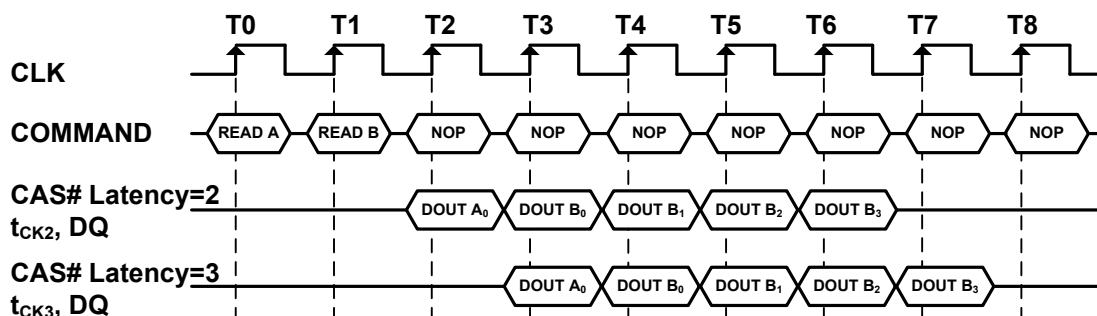 T0 T1 T2 T3 T4 T5 T6 T7 T8
CLK
COMMAND READ A READ B NOP NOP NOP NOP NOP NOP NOP
CAS# Latency=2
tCK2, DQ DOUT A0 DOUT B0 DOUT B1 DOUT B2 DOUT B3
CAS# Latency=3
tCK3, DQ DOUT A0 DOUT B0 DOUT B1 DOUT B2 DOUT B3